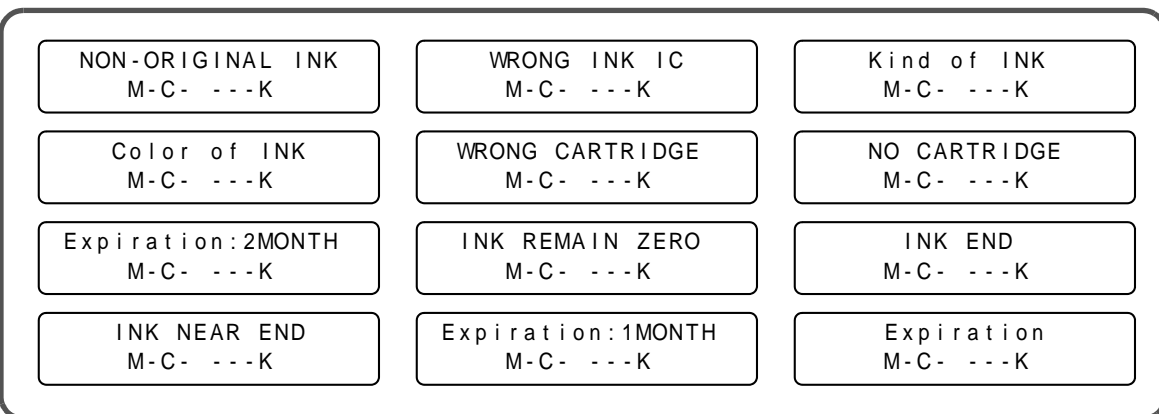 NON-ORIGINAL INK
M-C- ---K
WRONG INK IC
M-C- ---K
Kind of INK
M-C- ---K
Color of INK
M-C- ---K
WRONG CARTRIDGE
M-C- ---K
NO CARTRIDGE
M-C- ---K
Expiration:2MONTH
M-C- ---K
INK REMAIN ZERO
M-C- ---K
INK END
M-C- ---K
INK NEAR END
M-C- ---K
Expiration:1MONTH
M-C- ---K
Expiration
M-C- ---K